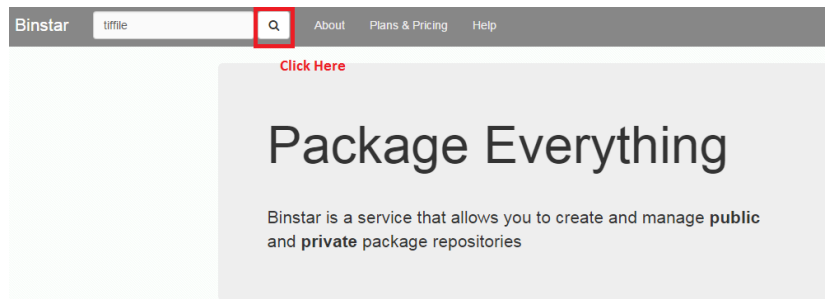 Binstar tiffile About Plans & Pricing Help
Click Here
Package Everything
Binstar is a service that allows you to create and manage public
and private package repositories